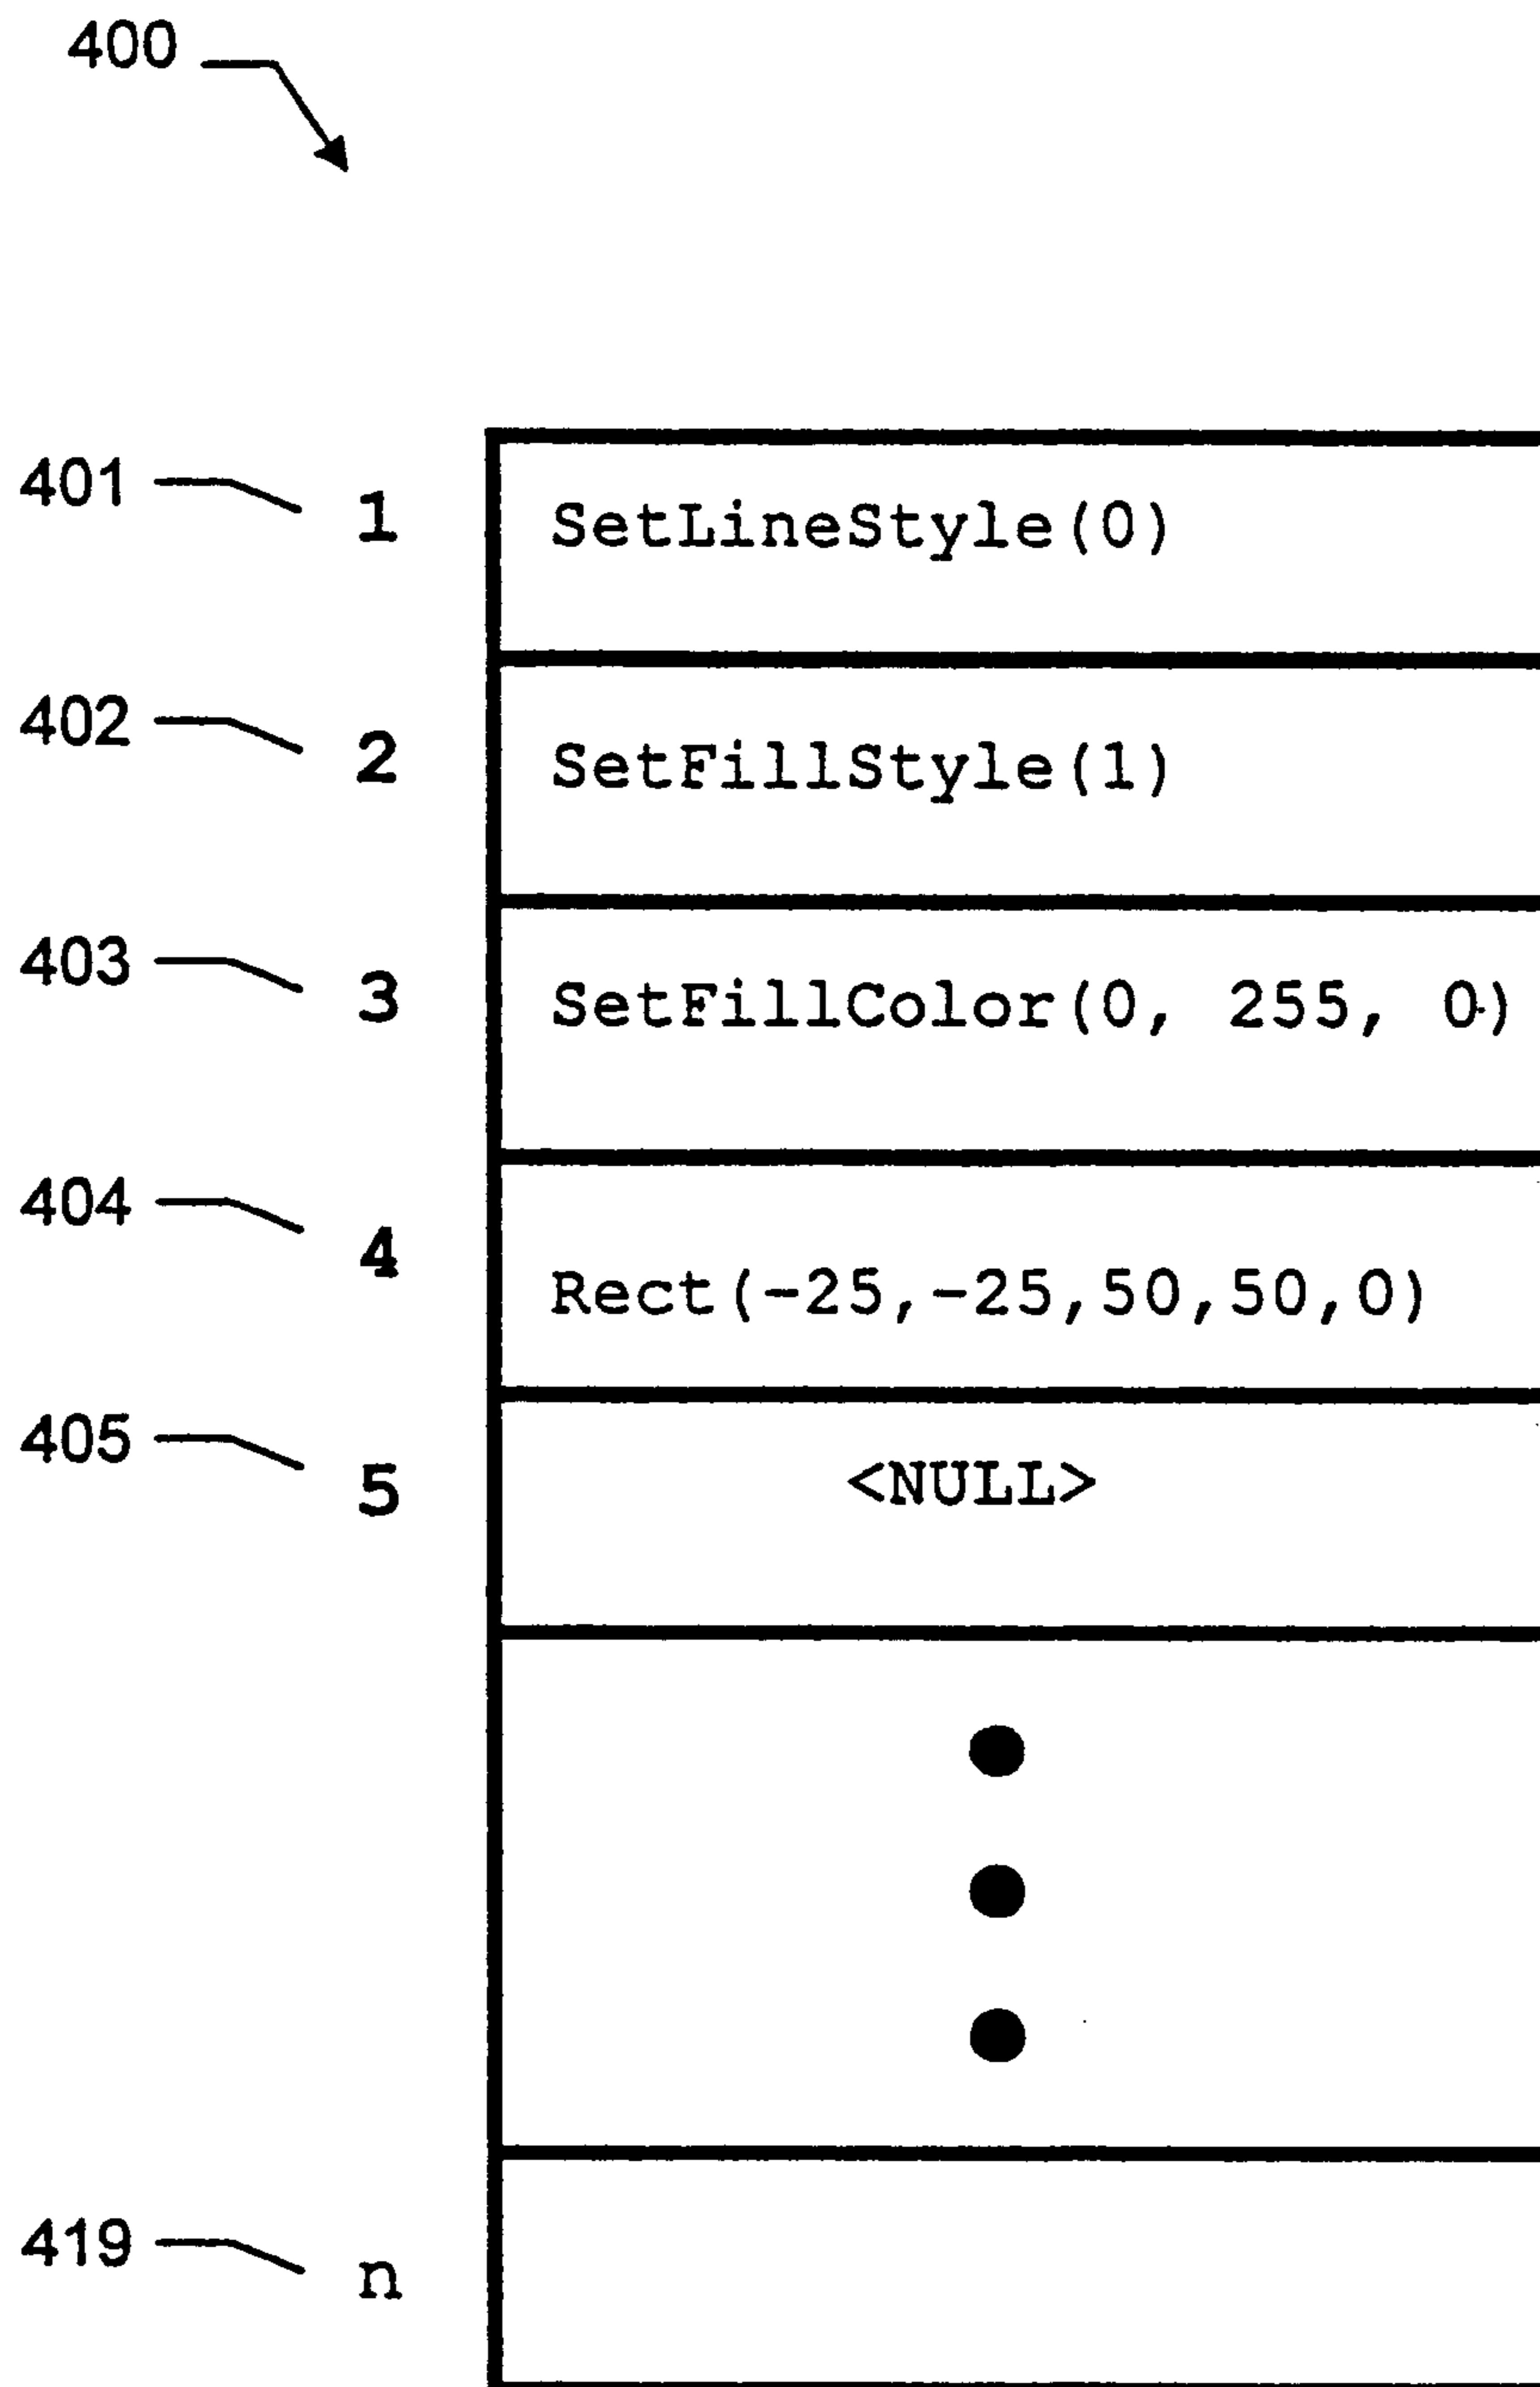 400
401 1 SetLineStyle(0)
402 2 SetFillStyle(1)
403 3 SetFillColor(0, 255, 0)
404 4 Rect(-25,-25,50,50,0)
405 5 <NULL>
419 n